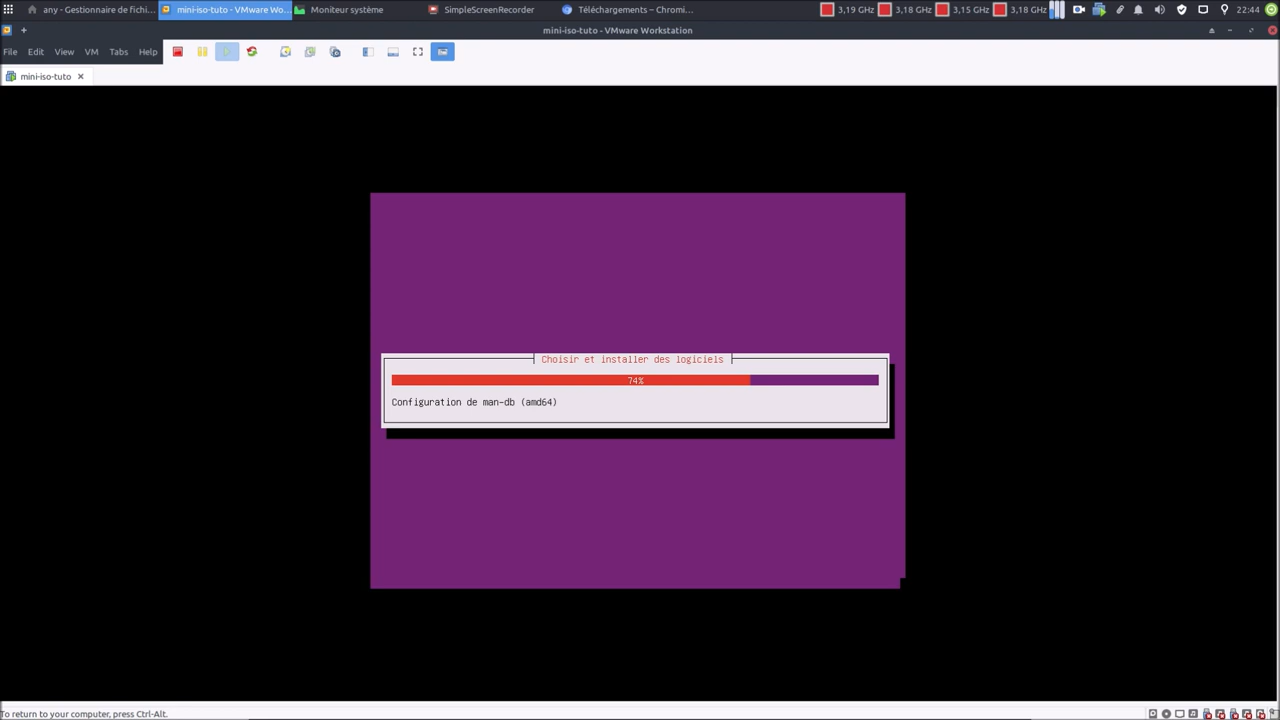 any - Gestionnaire de fichi... mini-iso-tuto - VMware Wo... Moniteur système SimpleScreenRecorder Téléchargements – Chromi... 3,19 GHz 3,18 GHz 3,15 GHz 3,18 GHz 22:44
mini-iso-tuto - VMware Workstation
File Edit View VM Tabs Help
mini-iso-tuto
Choisir et installer des logiciels
74%
Configuration de man-db (amd64)
To return to your computer, press Ctrl-Alt.